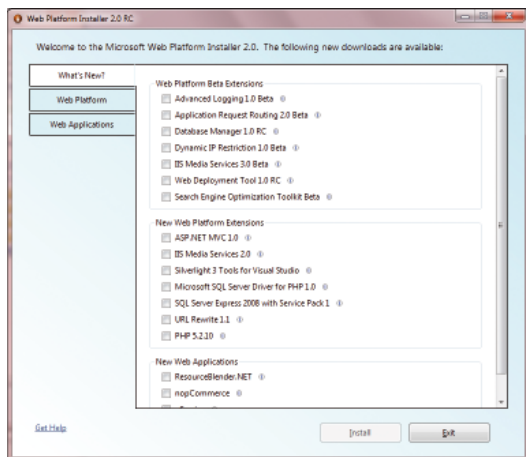 Web Platform Installer 2.0 RC
Welcome to the Microsoft Web Platform Installer 2.0. The following new downloads are available:
What's New?
Web Platform
Web Applications
Web Platform Beta Extensions
Advanced Logging 1.0 Beta
Application Request Routing 2.0 Beta
Database Manager 1.0 RC
Dynamic IP Restriction 1.0 Beta
IIS Media Services 3.0 Beta
Web Deployment Tool 1.0 RC
Search Engine Optimization Toolkit Beta
New Web Platform Extensions
ASP.NET MVC 1.0
IIS Media Services 2.0
Silverlight 3 Tools for Visual Studio
Microsoft SQL Server Driver for PHP 1.0
SQL Server Express 2008 with Service Pack 1
URL Rewrite 1.1
PHP 5.2.10
New Web Applications
ResourceBlender.NET
nopCommerce
Get Help
Install
Exit